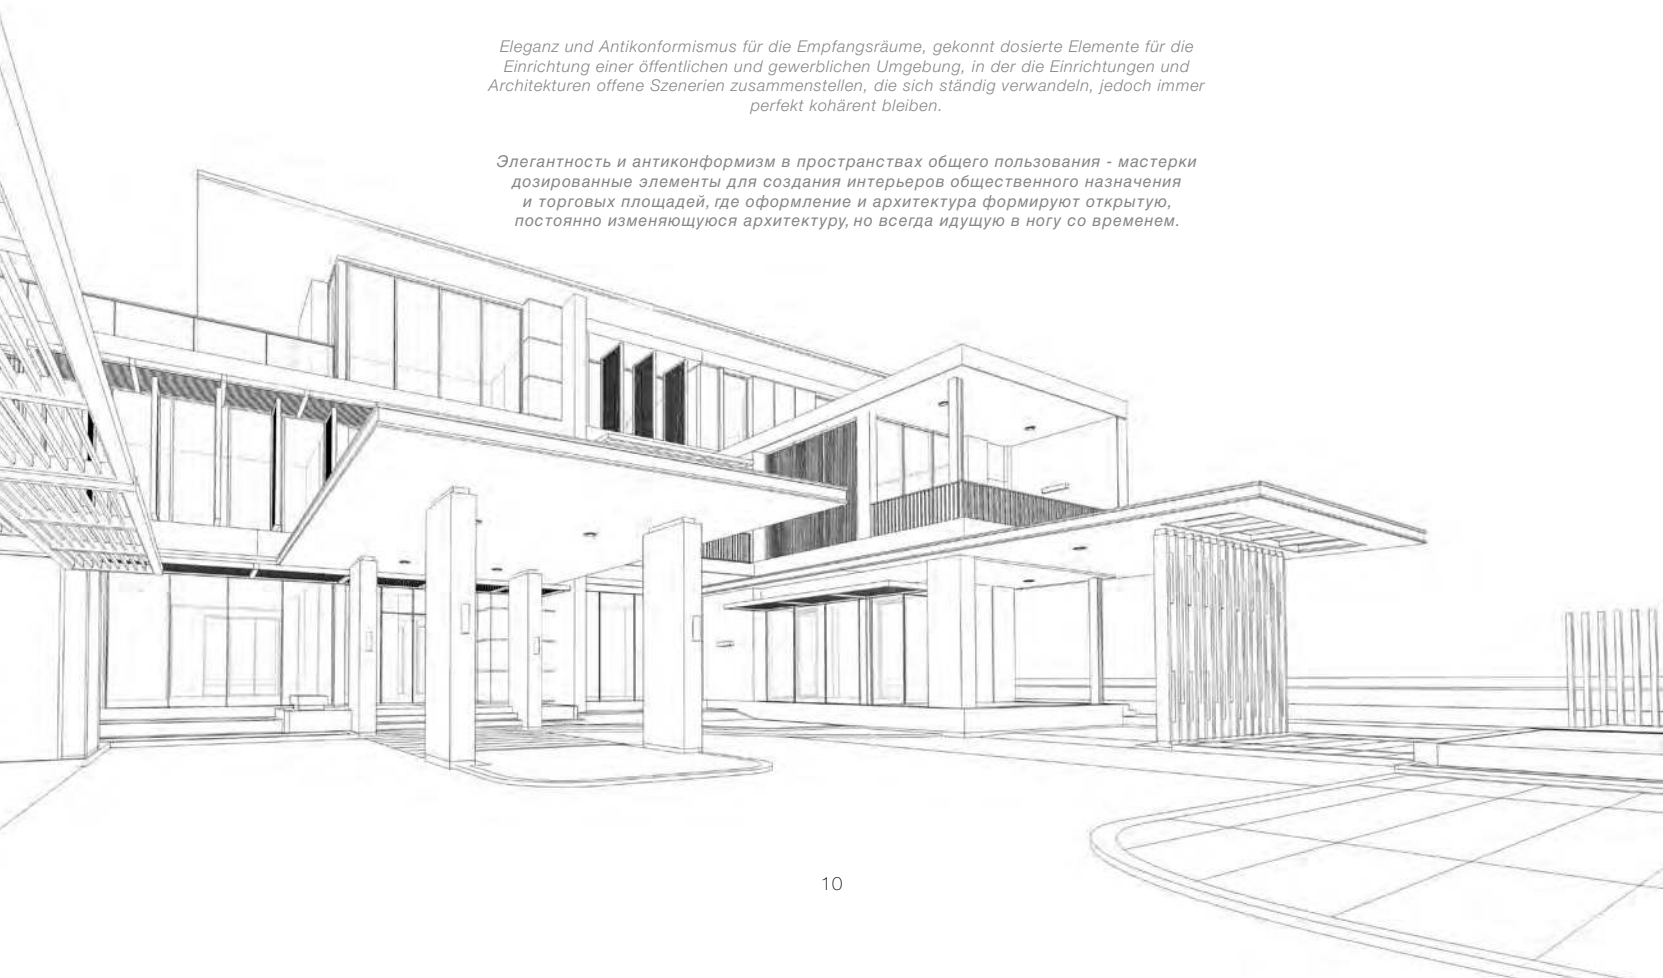 Eleganz und Antikonformismus für die Empfangsräume, gekonnt dosierte Elemente für die
Einrichtung einer öffentlichen und gewerblichen Umgebung, in der die Einrichtungen und
Architekturen offene Szenerien zusammenstellen, die sich ständig verwandeln, jedoch immer
perfekt kohärent bleiben.
Элегантность и антиконформизм в пространствах общего пользования - мастерки
дозированные элементы для создания интерьеров общественного назначения
и торговых площадей, где оформление и архитектура формируют открытую,
постоянно изменяющуюся архитектуру, но всегда идущую в ногу со временем.
10